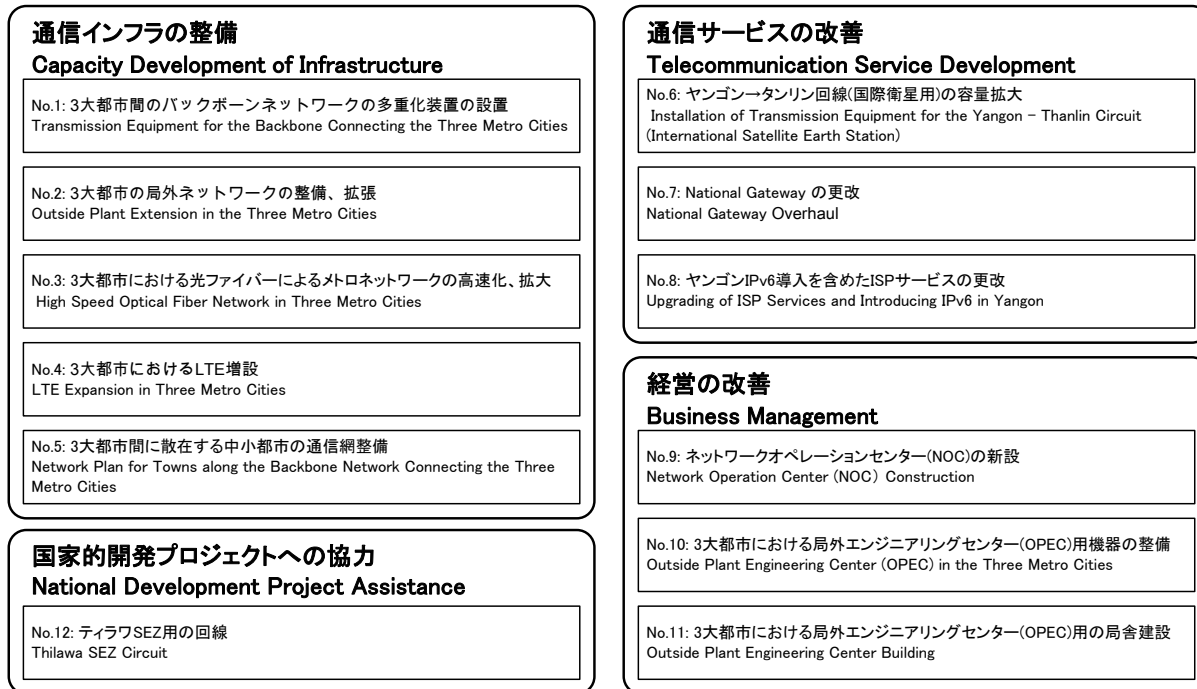 通信インフラの整備
Capacity Development of Infrastructure
No.1: 3大都市間のバックボーンネットワークの多重化装置の設置
Transmission Equipment for the Backbone Connecting the Three Metro Cities
No.2: 3大都市の局外ネットワークの整備、拡張
Outside Plant Extension in the Three Metro Cities
No.3: 3大都市における光ファイバーによるメトロネットワークの高速化、拡大
High Speed Optical Fiber Network in Three Metro Cities
No.4: 3大都市におけるLTE増設
LTE Expansion in Three Metro Cities
No.5: 3大都市間に散在する中小都市の通信網整備
Network Plan for Towns along the Backbone Network Connecting the Three
Metro Cities
国家的開発プロジェクトへの協力
National Development Project Assistance
No.12: ティラワSEZ用の回線
Thilawa SEZ Circuit
通信サービスの改善
Telecommunication Service Development
No.6: ヤンゴン→タンリン回線(国際衛星用)の容量拡大
Installation of Transmission Equipment for the Yangon - Thanlin Circuit
(International Satellite Earth Station)
No.7: National Gateway の更改
National Gateway Overhaul
No.8: ヤンゴンIPv6導入を含めたISPサービスの更改
Upgrading of ISP Services and Introducing IPv6 in Yangon
経営の改善
Business Management
No.9: ネットワークオペレーションセンター(NOC)の新設
Network Operation Center (NOC) Construction
No.10: 3大都市における局外エンジニアリングセンター(OPEC)用機器の整備
Outside Plant Engineering Center (OPEC) in the Three Metro Cities
No.11: 3大都市における局外エンジニアリングセンター(OPEC)用の局舎建設
Outside Plant Engineering Center Building